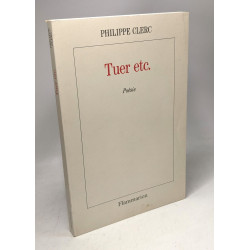 PHILIPPE CLERC
Tuer etc.
Poésie
Flammarion